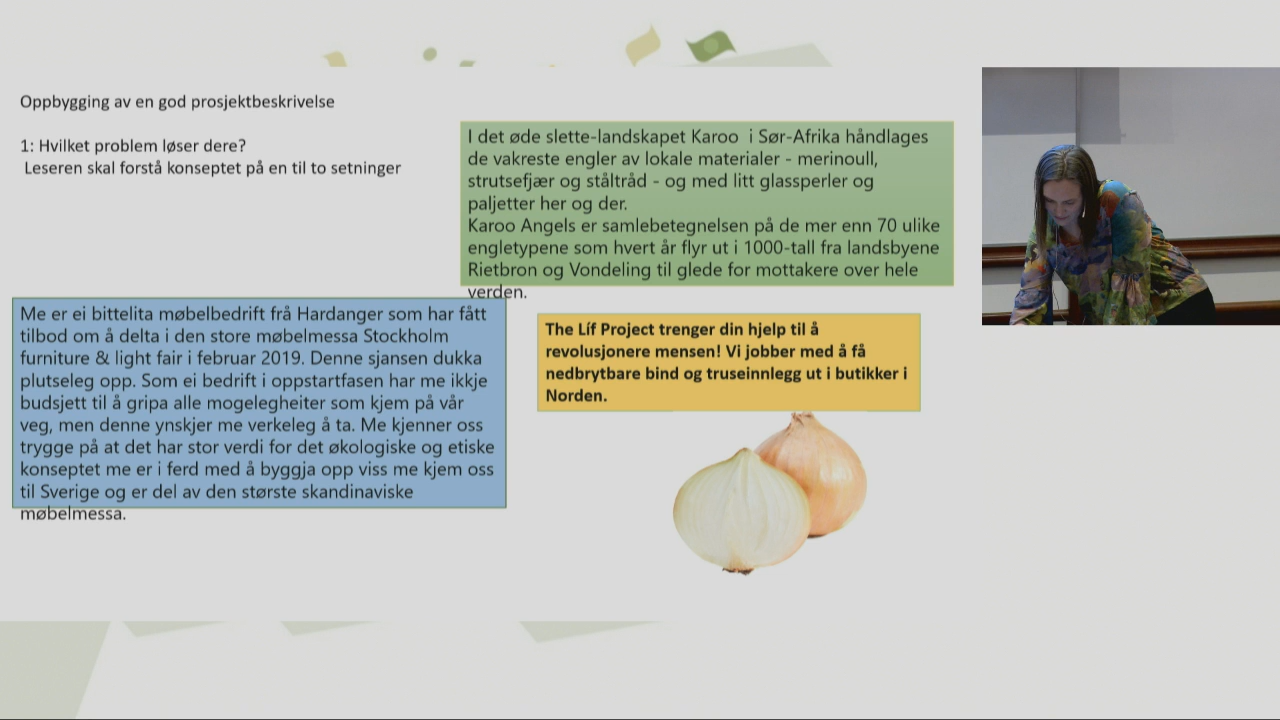 Oppbygging av en god prosjektbeskrivelse
1: Hvilket problem løser dere?
Leseren skal forstå konseptet på en til to setninger
I det øde slette-landskapet Karoo i Sør-Afrika håndlages
de vakreste engler av lokale materialer - merinoull,
strutsefjær og ståltråd - og med litt glassperler og
paljetter her og der.
Karoo Angels er samlebetegnelsen på de mer enn 70 ulike
engletypene som hvert år flyr ut i 1000-tall fra landsbyene
Rietbron og Vondeling til glede for mottakere over hele
verden.
Me er ei bittelita møbelbedrift frå Hardanger som har fått
tilbod om å delta i den store møbelmessa Stockholm
furniture & light fair i februar 2019. Denne sjansen dukka
plutseleg opp. Som ei bedrift i oppstartfasen har me ikkje
budsjett til å gripa alle mogelegheiter som kjem på vår
veg, men denne ynskjer me verkeleg å ta. Me kjenner oss
trygge på at det har stor verdi for det økologiske og etiske
konseptet me er i ferd med å byggja opp viss me kjem oss
til Sverige og er del av den største skandinaviske
møbelmessa.
The Líf Project trenger din hjelp til å
revolusjonere mensen! Vi jobber med å få
nedbrytbare bind og truseinnlegg ut i butikker i
Norden.